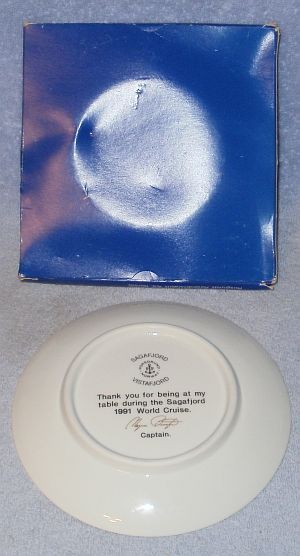 SAGAFJORD
VISTAFJORD
Thank you for being at my
table during the Sagafjord
1991 World Cruise.
Captain.